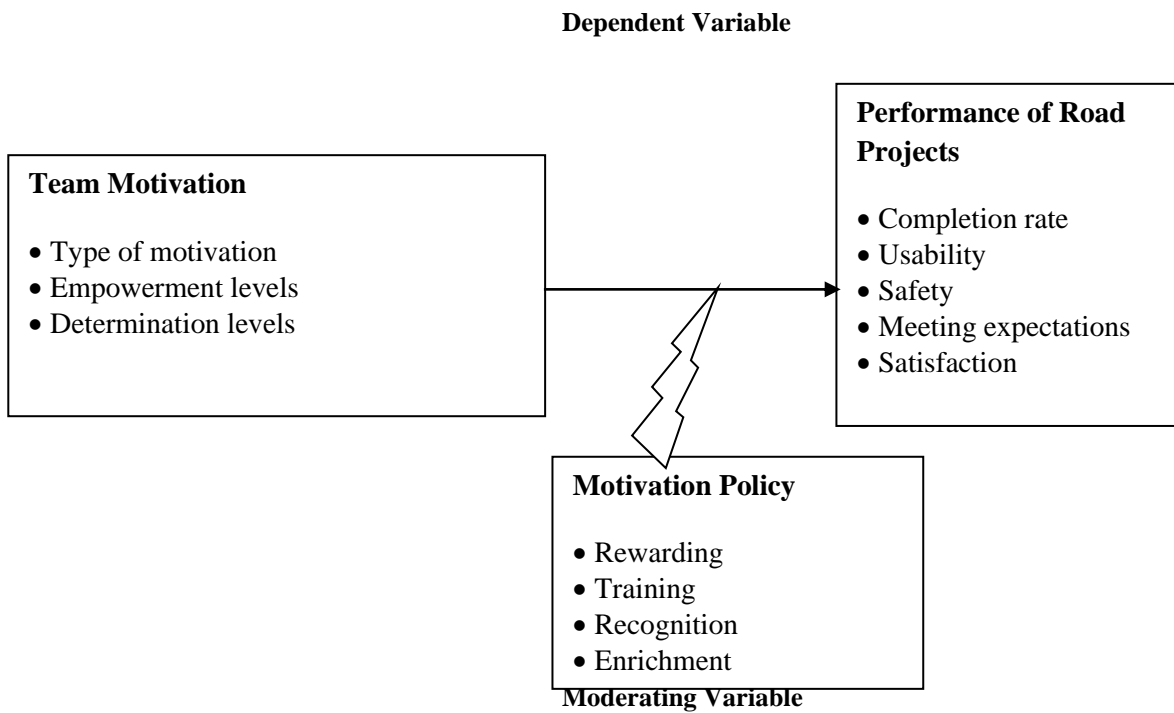 Dependent Variable
Team Motivation
• Type of motivation
• Empowerment levels
• Determination levels
Performance of Road
Projects
• Completion rate
• Usability
• Safety
• Meeting expectations
• Satisfaction
Motivation Policy
• Rewarding
• Training
• Recognition
• Enrichment
Moderating Variable